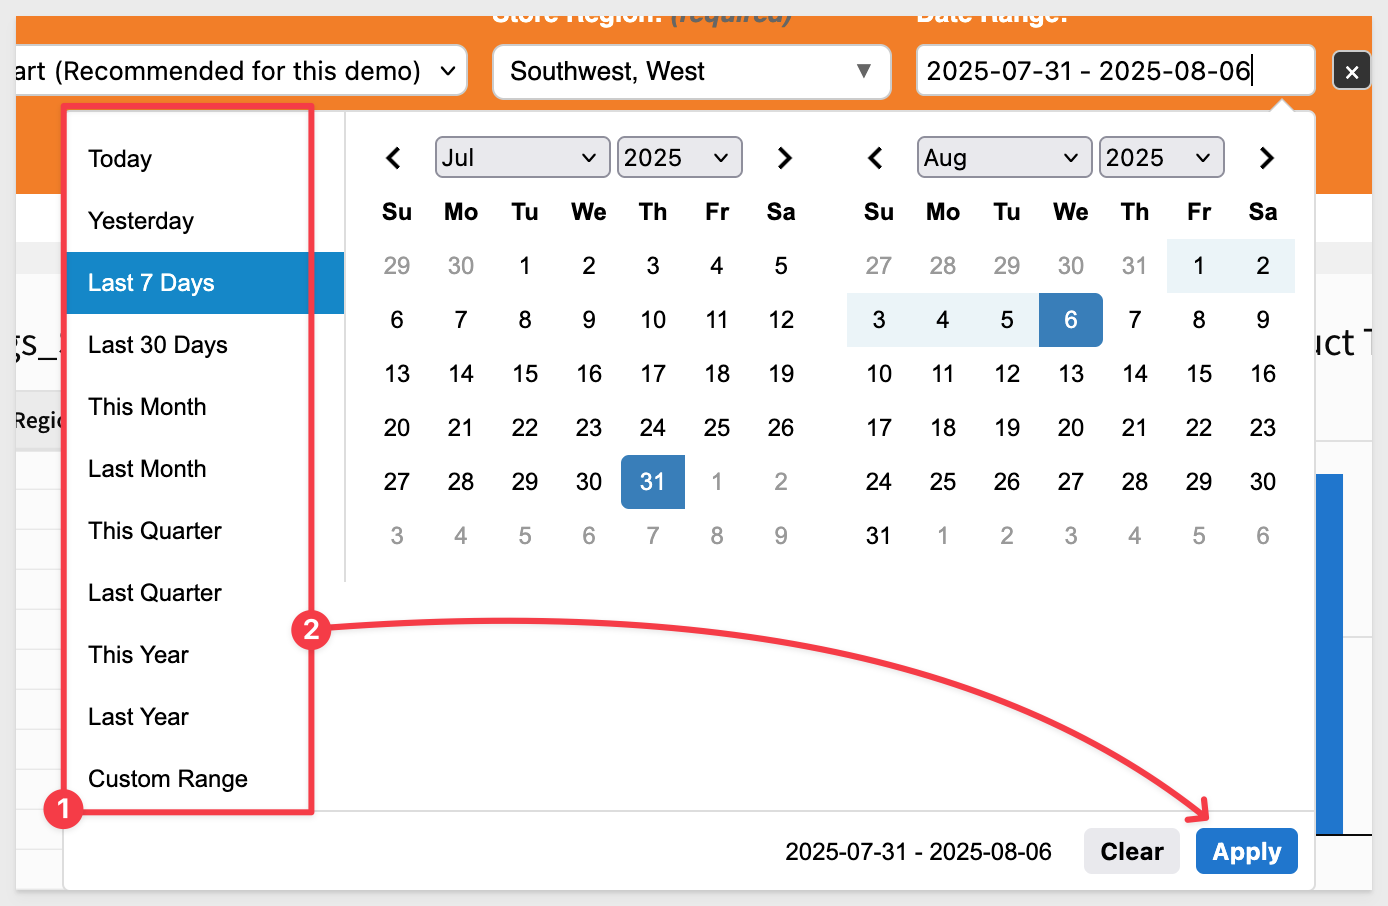 Store Region: (required) Date Range:
art (Recommended for this demo) Southwest, West 2025-07-31 - 2025-08-06
Today
Yesterday
Last 7 Days
Last 30 Days
This Month
Last Month
This Quarter
Last Quarter
This Year
Last Year
Custom Range
1
2
Jul 2025
Su Mo Tu We Th Fr Sa
29 30 1 2 3 4 5
6 7 8 9 10 11 12
13 14 15 16 17 18 19
20 21 22 23 24 25 26
27 28 29 30 31 1 2
3 4 5 6 7 8 9
Aug 2025
Su Mo Tu We Th Fr Sa
27 28 29 30 31 1 2
3 4 5 6 7 8 9
10 11 12 13 14 15 16
17 18 19 20 21 22 23
24 25 26 27 28 29 30
31 1 2 3 4 5 6
2025-07-31 - 2025-08-06 Clear Apply